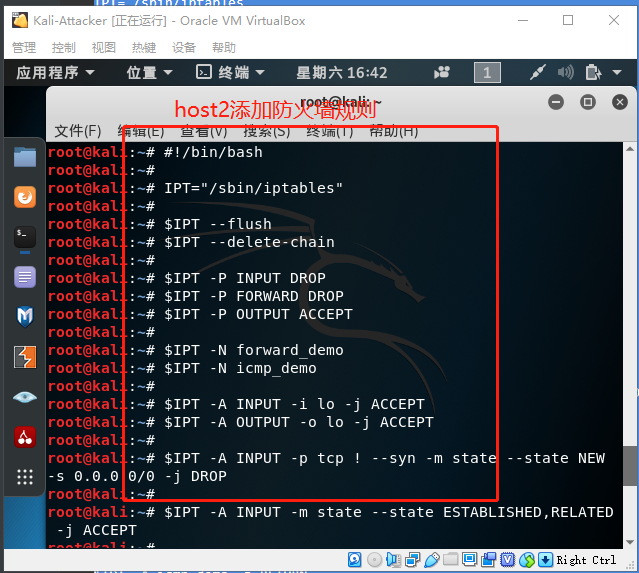 IPT="/sbin/iptables"
Kali-Attacker [正在运行] - Oracle VM VirtualBox
管理 控制 视图 热键 设备 帮助
应用程序 位置 终端 星期六 16:42 1
root@kali: ~
host2添加防火墙规则
文件(F) 编辑(E) 查看(V) 搜索(S) 终端(T) 帮助(H)
root@kali:~# #!/bin/bash
root@kali:~#
root@kali:~# IPT="/sbin/iptables"
root@kali:~#
root@kali:~# $IPT --flush
root@kali:~# $IPT --delete-chain
root@kali:~#
root@kali:~# $IPT -P INPUT DROP
root@kali:~# $IPT -P FORWARD DROP
root@kali:~# $IPT -P OUTPUT ACCEPT
root@kali:~#
root@kali:~# $IPT -N forward_demo
root@kali:~# $IPT -N icmp_demo
root@kali:~#
root@kali:~# $IPT -A INPUT -i lo -j ACCEPT
root@kali:~# $IPT -A OUTPUT -o lo -j ACCEPT
root@kali:~#
root@kali:~# $IPT -A INPUT -p tcp ! --syn -m state --state NEW
-s 0.0.0.0/0 -j DROP
root@kali:~#
root@kali:~# $IPT -A INPUT -m state --state ESTABLISHED,RELATED
-j ACCEPT
root@kali:~#
Right Ctrl